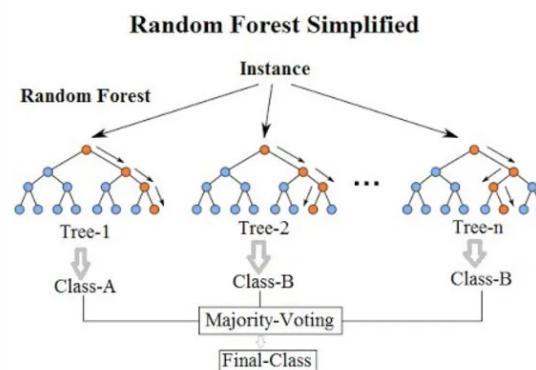 Random Forest Simplified
Instance
Random Forest
...
Tree-1
Tree-2
Tree-n
Class-A
Class-B
Class-B
Majority-Voting
Final-Class